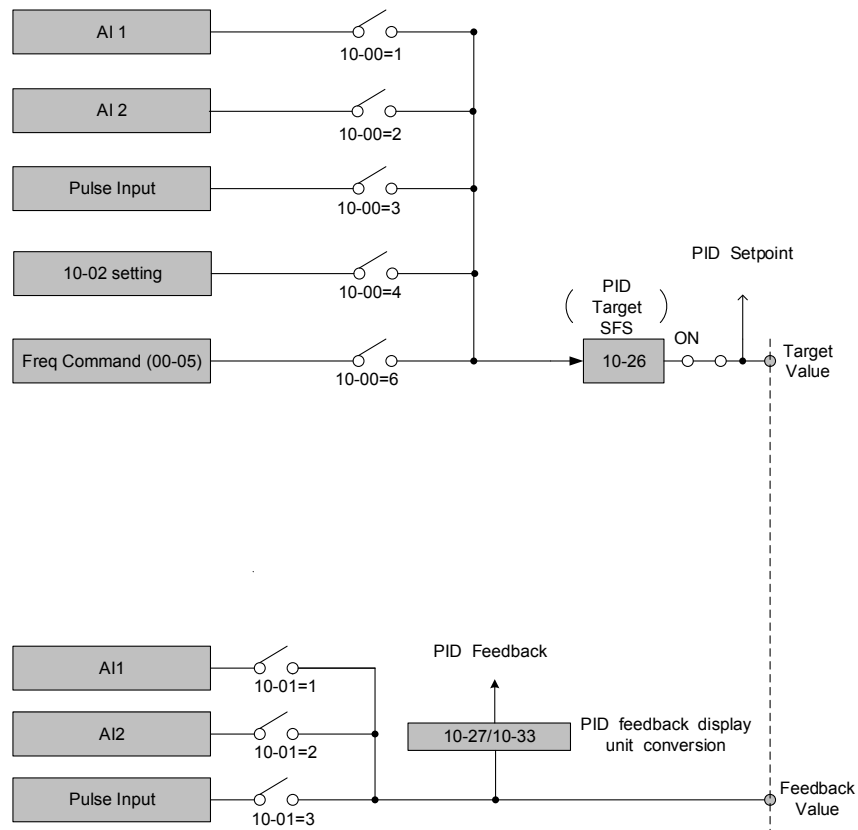 AI 1
10-00=1
AI 2
10-00=2
Pulse Input
10-00=3
10-02 setting
10-00=4
Freq Command (00-05)
10-00=6
( PID
Target
SFS )
10-26
ON
PID Setpoint
Target
Value
AI1
10-01=1
AI2
10-01=2
Pulse Input
10-01=3
PID Feedback
10-27/10-33
PID feedback display
unit conversion
Feedback
Value